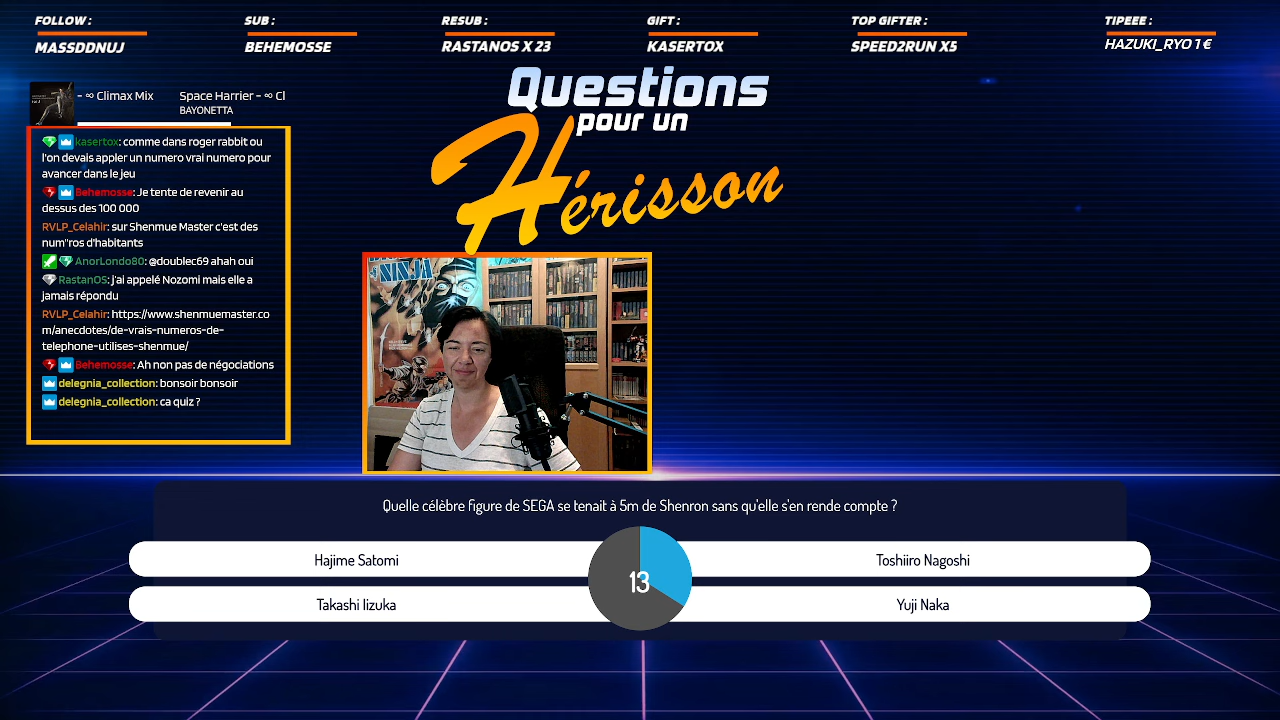 FOLLOW :
MASSDDNUJ
SUB :
BEHEMOSSE
RESUB :
RASTANOS X 23
GIFT :
KASERTOX
TOP GIFTER :
SPEED2RUN X5
TIPEEE :
HAZUKI_RYO 1 €
- ∞ Climax Mix
Space Harrier - ∞ Cl
BAYONETTA
kasertox: comme dans roger rabbit ou
l'on devais appler un numero vrai numero pour
avancer dans le jeu
Behemosse: Je tente de revenir au
dessus des 100 000
RVLP_Celahir: sur Shenmue Master c'est des
num"ros d'habitants
AnorLondo80: @doublec69 ahah oui
RastanOS: j'ai appelé Nozomi mais elle a
jamais répondu
RVLP_Celahir: https://www.shenmuemaster.co
m/anecdotes/de-vrais-numeros-de-
telephone-utilises-shenmue/
Behemosse: Ah non pas de négociations
delegnia_collection: bonsoir bonsoir
delegnia_collection: ca quiz ?
Questions
pour un
Hérisson
NINJA
Quelle célèbre figure de SEGA se tenait à 5m de Shenron sans qu'elle s'en rende compte ?
Hajime Satomi
Toshiiro Nagoshi
13
Takashi Iizuka
Yuji Naka